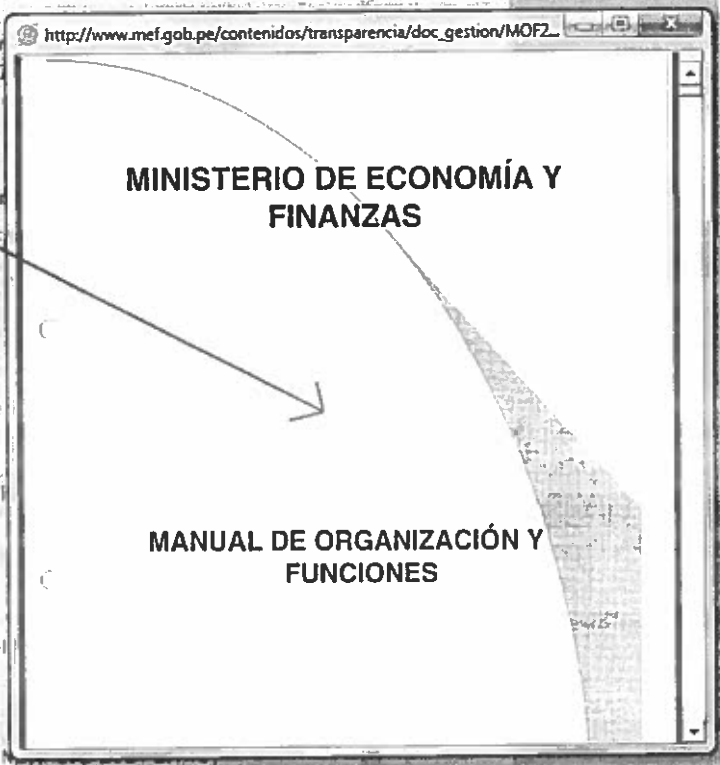 http://www.mef.gob.pe/contenidos/transparencia/doc_gestion/MOF2...
MINISTERIO DE ECONOMÍA Y
FINANZAS
MANUAL DE ORGANIZACIÓN Y
FUNCIONES